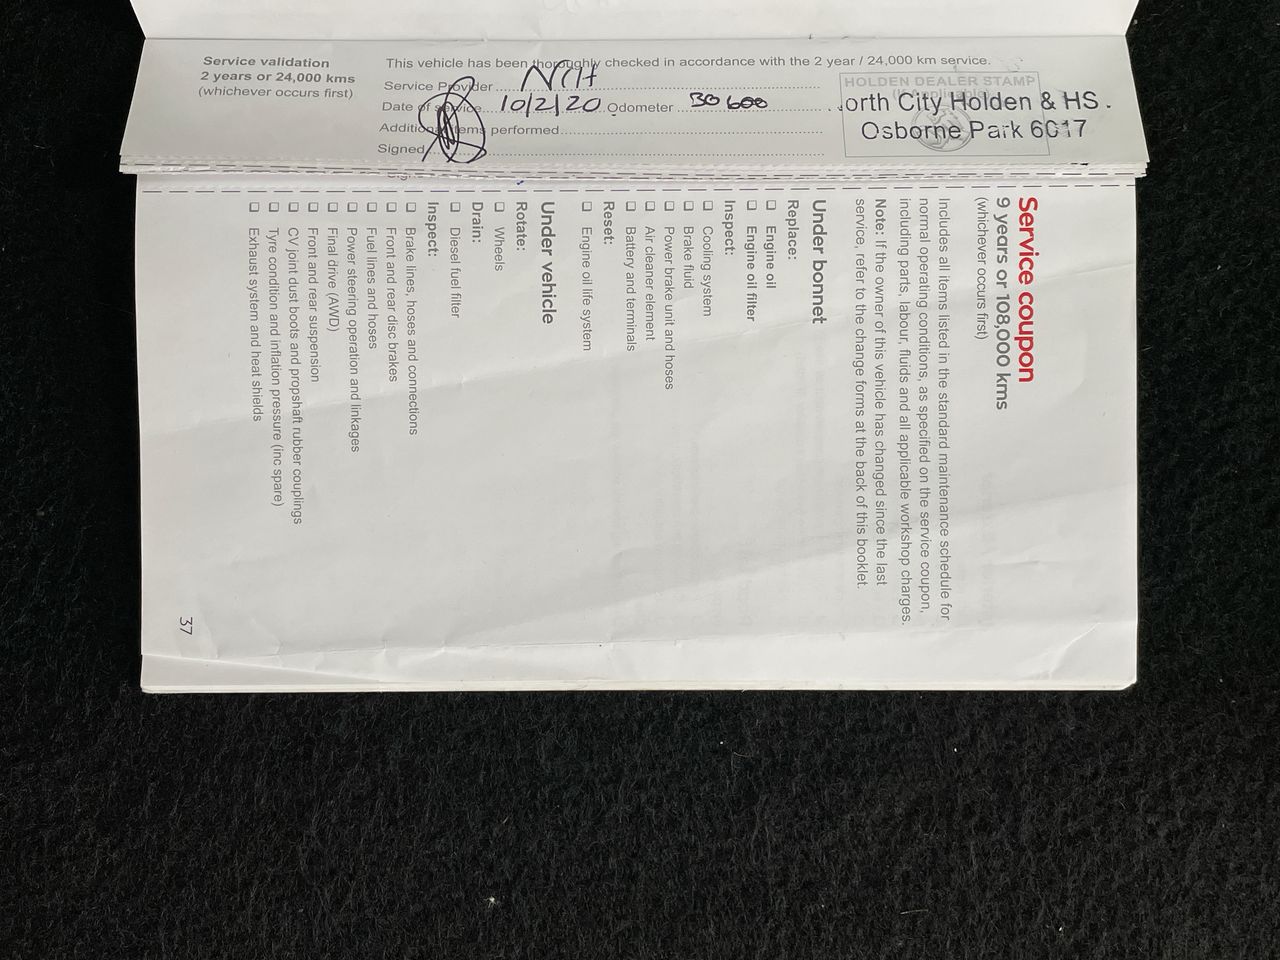 Service validation
2 years or 24,000 kms
(whichever occurs first)
This vehicle has been thoroughly checked in accordance with the 2 year / 24,000 km service.
Service Provider NCH
Date of service 10/2/20 Odometer 30600
Additional items performed
Signed
HOLDEN DEALER STAMP
(If Applicable)
orth City Holden & HS
Osborne Park 6017
Service coupon
9 years or 108,000 kms
(whichever occurs first)
Includes all items listed in the standard maintenance schedule for
normal operating conditions, as specified on the service coupon,
including parts, labour, fluids and all applicable workshop charges.
Note: If the owner of this vehicle has changed since the last
service, refer to the change forms at the back of this booklet.
Under bonnet
Replace:
❑ Engine oil
❑ Engine oil filter
Inspect:
❑ Cooling system
❑ Brake fluid
❑ Power brake unit and hoses
❑ Air cleaner element
❑ Battery and terminals
Reset:
❑ Engine oil life system
Under vehicle
Rotate:
❑ Wheels
Drain:
❑ Diesel fuel filter
Inspect:
❑ Brake lines, hoses and connections
❑ Front and rear disc brakes
❑ Fuel lines and hoses
❑ Power steering operation and linkages
❑ Final drive (AWD)
❑ Front and rear suspension
❑ CV joint dust boots and propshaft rubber couplings
❑ Tyre condition and inflation pressure (inc spare)
❑ Exhaust system and heat shields
37